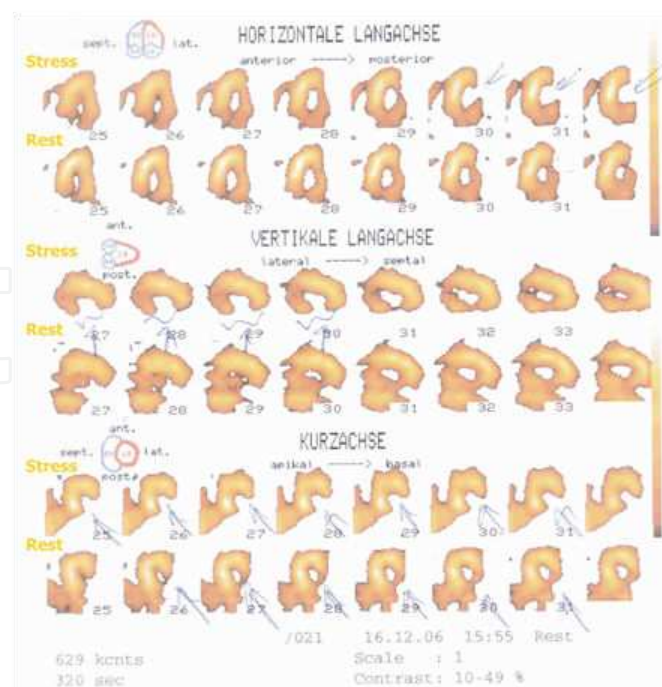 HORIZONTALE LANGACHSE
sept. lat.
anterior -----> posterior
Stress
25 26 27 28 29 30 31
Rest
25 26 27 28 29 30 31
ant.
VERTIKALE LANGACHSE
Stress
lateral -----> septal
post.
27 28 29 30 31 32 33
Rest
27 28 29 30 31 32 33
ant.
KURZACHSE
sept. lat.
apikal -----> basal
Stress
post.
25 26 27 28 29 30 31
Rest
25 26 27 28 29 30 31
/021 16.12.06 15:55 Rest
629 kcnts Scale : 1
320 sec Contrast: 10-49 %